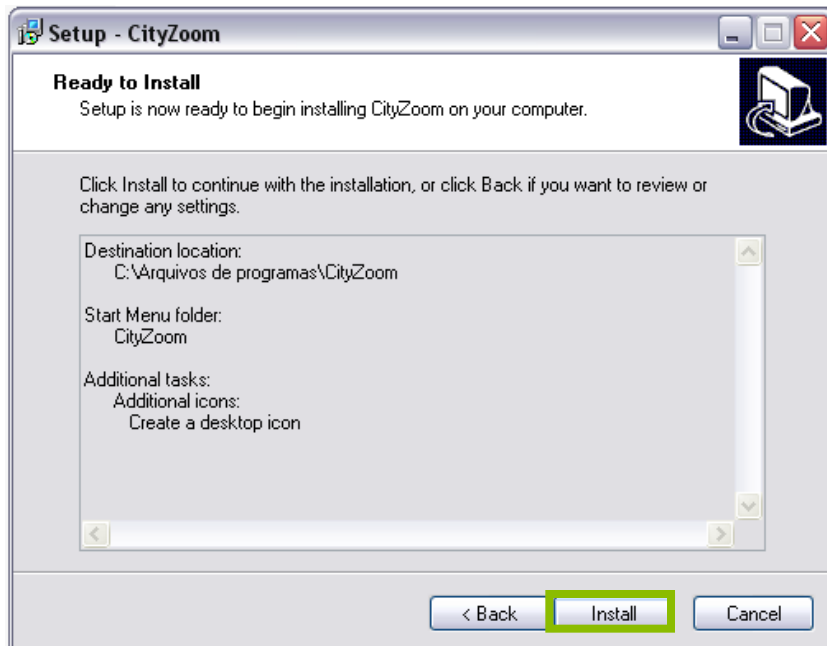 Setup - CityZoom
Ready to Install
Setup is now ready to begin installing CityZoom on your computer.
Click Install to continue with the installation, or click Back if you want to review or
change any settings.
Destination location:
C:\Arquivos de programas\CityZoom
Start Menu folder:
CityZoom
Additional tasks:
Additional icons:
Create a desktop icon
< Back
Install
Cancel